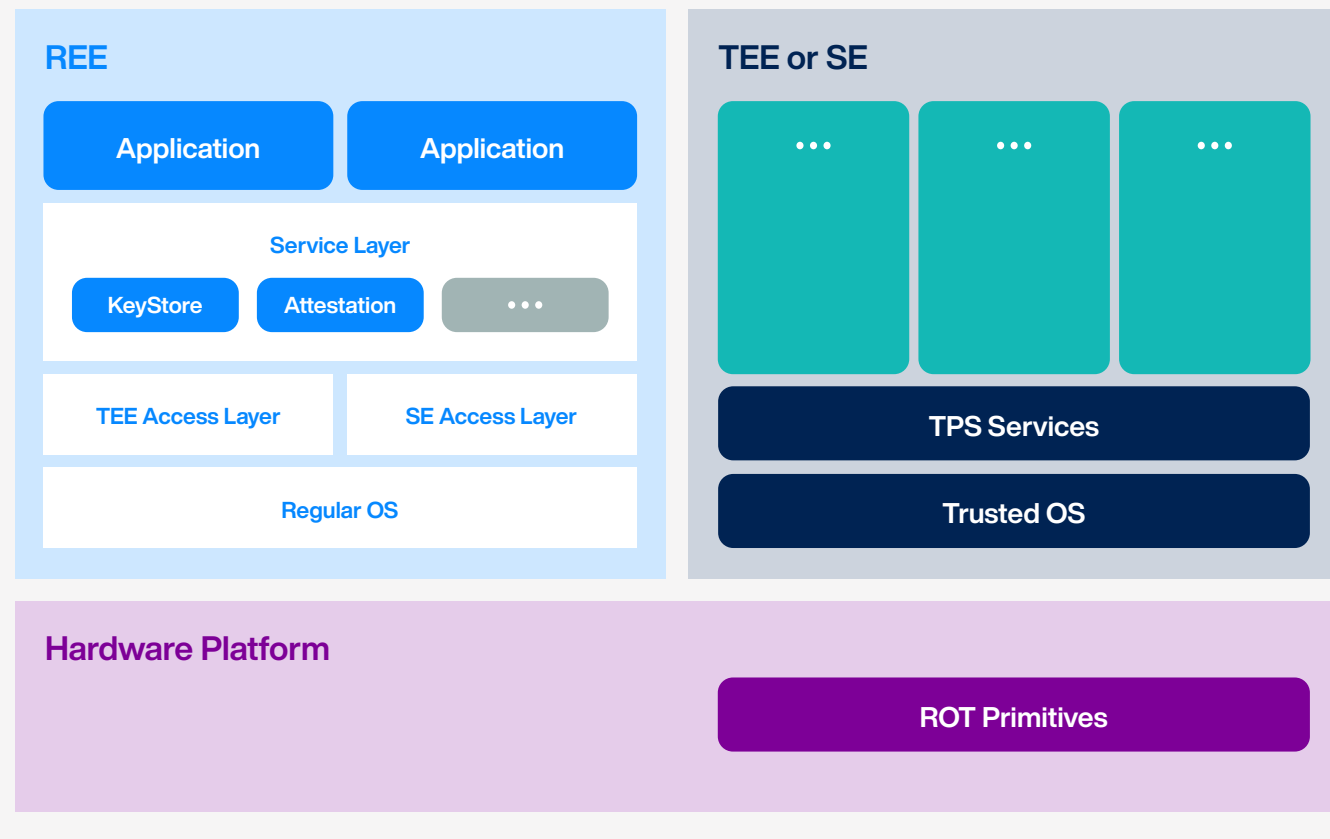 REE
Application
Application
Service Layer
KeyStore
Attestation
•••
TEE Access Layer
SE Access Layer
Regular OS
TEE or SE
•••
•••
•••
TPS Services
Trusted OS
Hardware Platform
ROT Primitives